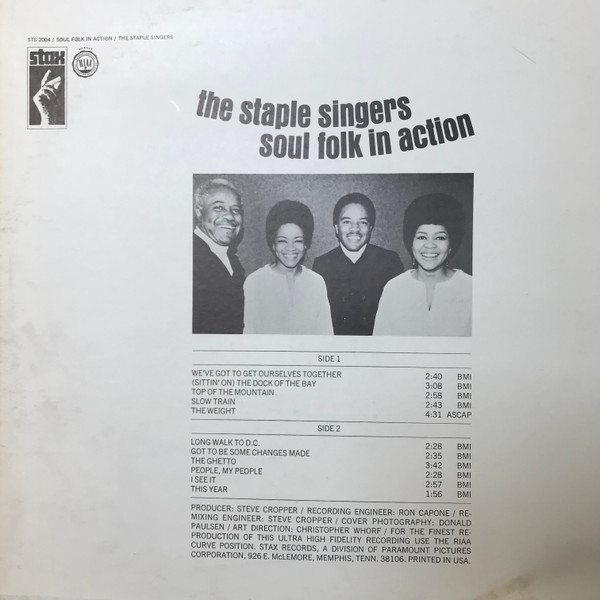 STS 2004 / SOUL FOLK IN ACTION / THE STAPLE SINGERS
stax
RIAA
the staple singers
soul folk in action
SIDE 1
WE'VE GOT TO GET OURSELVES TOGETHER 2:40 BMI
(SITTIN' ON) THE DOCK OF THE BAY 3:08 BMI
TOP OF THE MOUNTAIN 2:58 BMI
SLOW TRAIN 2:43 BMI
THE WEIGHT 4:31 ASCAP
SIDE 2
LONG WALK TO D.C. 2:28 BMI
GOT TO BE SOME CHANGES MADE 2:35 BMI
THE GHETTO 3:42 BMI
PEOPLE, MY PEOPLE 2:28 BMI
I SEE IT 2:57 BMI
THIS YEAR 1:56 BMI
PRODUCER: STEVE CROPPER / RECORDING ENGINEER: RON CAPONE / RE-
MIXING ENGINEER: STEVE CROPPER / COVER PHOTOGRAPHY: DONALD
PAULSEN / ART DIRECTION: CHRISTOPHER WHORF / FOR THE FINEST RE-
PRODUCTION OF THIS ULTRA HIGH FIDELITY RECORDING USE THE RIAA
CURVE POSITION. STAX RECORDS, A DIVISION OF PARAMOUNT PICTURES
CORPORATION, 926 E. McLEMORE, MEMPHIS, TENN. 38106. PRINTED IN USA.